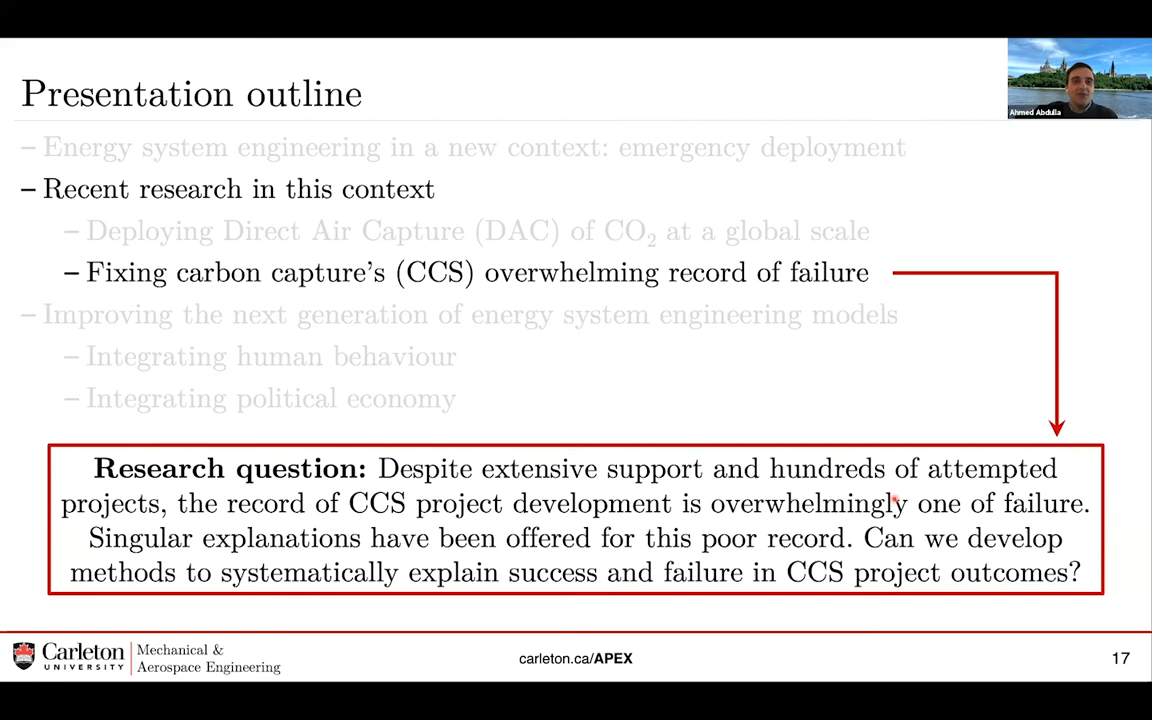 Presentation outline
Ahmed Abdulla
– Energy system engineering in a new context: emergency deployment
– Recent research in this context
– Deploying Direct Air Capture (DAC) of CO₂ at a global scale
– Fixing carbon capture's (CCS) overwhelming record of failure
– Improving the next generation of energy system engineering models
– Integrating human behaviour
– Integrating political economy
Research question: Despite extensive support and hundreds of attempted
projects, the record of CCS project development is overwhelmingly one of failure.
Singular explanations have been offered for this poor record. Can we develop
methods to systematically explain success and failure in CCS project outcomes?
Carleton
UNIVERSITY
Mechanical &
Aerospace Engineering
carleton.ca/APEX
17